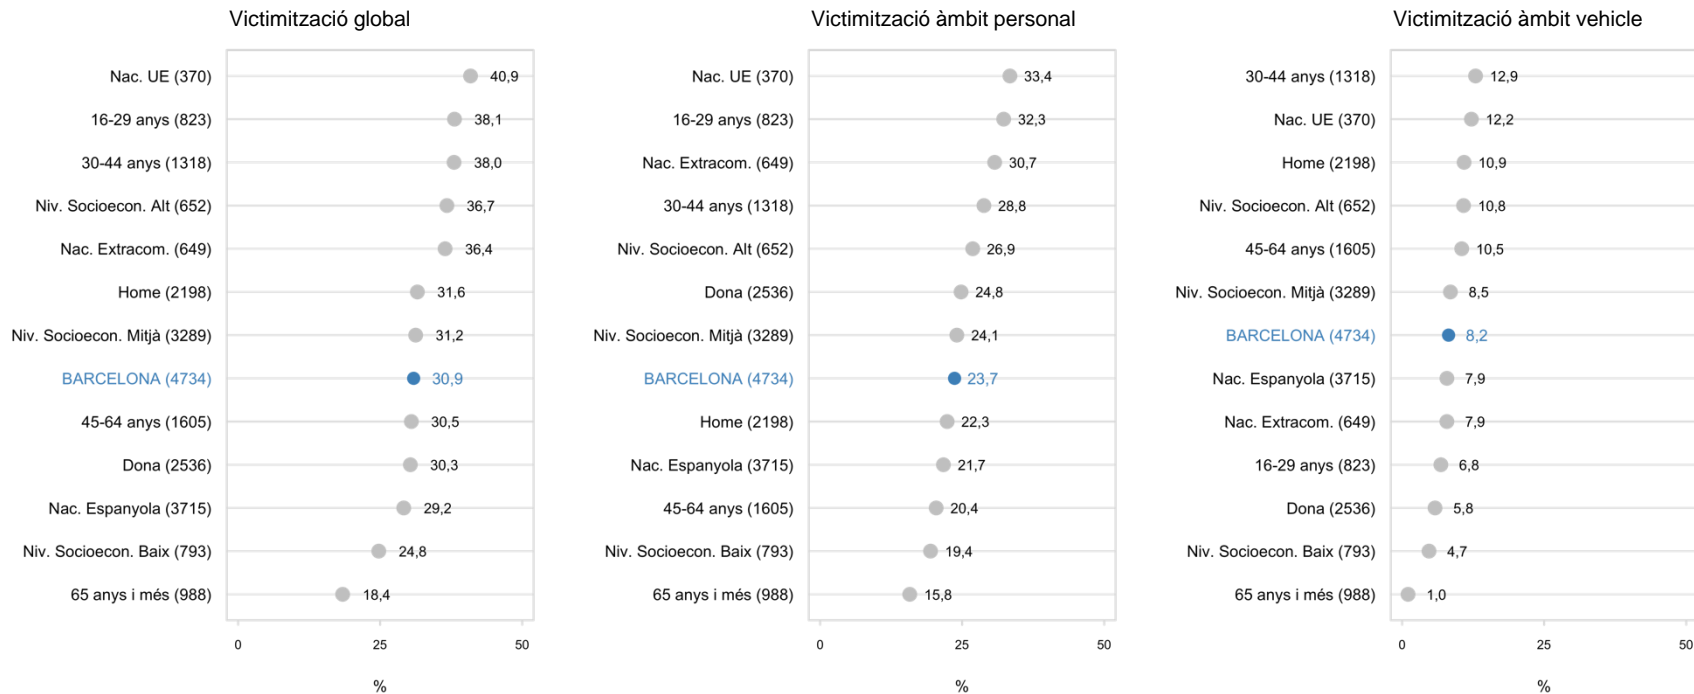 Victimització global
Nac. UE (370) 40,9
16-29 anys (823) 38,1
30-44 anys (1318) 38,0
Niv. Socioecon. Alt (652) 36,7
Nac. Extracom. (649) 36,4
Home (2198) 31,6
Niv. Socioecon. Mitjà (3289) 31,2
BARCELONA (4734) 30,9
45-64 anys (1605) 30,5
Dona (2536) 30,3
Nac. Espanyola (3715) 29,2
Niv. Socioecon. Baix (793) 24,8
65 anys i més (988) 18,4
0 25 50
%
Victimització àmbit personal
Nac. UE (370) 33,4
16-29 anys (823) 32,3
Nac. Extracom. (649) 30,7
30-44 anys (1318) 28,8
Niv. Socioecon. Alt (652) 26,9
Dona (2536) 24,8
Niv. Socioecon. Mitjà (3289) 24,1
BARCELONA (4734) 23,7
Home (2198) 22,3
Nac. Espanyola (3715) 21,7
45-64 anys (1605) 20,4
Niv. Socioecon. Baix (793) 19,4
65 anys i més (988) 15,8
0 25 50
%
Victimització àmbit vehicle
30-44 anys (1318) 12,9
Nac. UE (370) 12,2
Home (2198) 10,9
Niv. Socioecon. Alt (652) 10,8
45-64 anys (1605) 10,5
Niv. Socioecon. Mitjà (3289) 8,5
BARCELONA (4734) 8,2
Nac. Espanyola (3715) 7,9
Nac. Extracom. (649) 7,9
16-29 anys (823) 6,8
Dona (2536) 5,8
Niv. Socioecon. Baix (793) 4,7
65 anys i més (988) 1,0
0 25 50
%